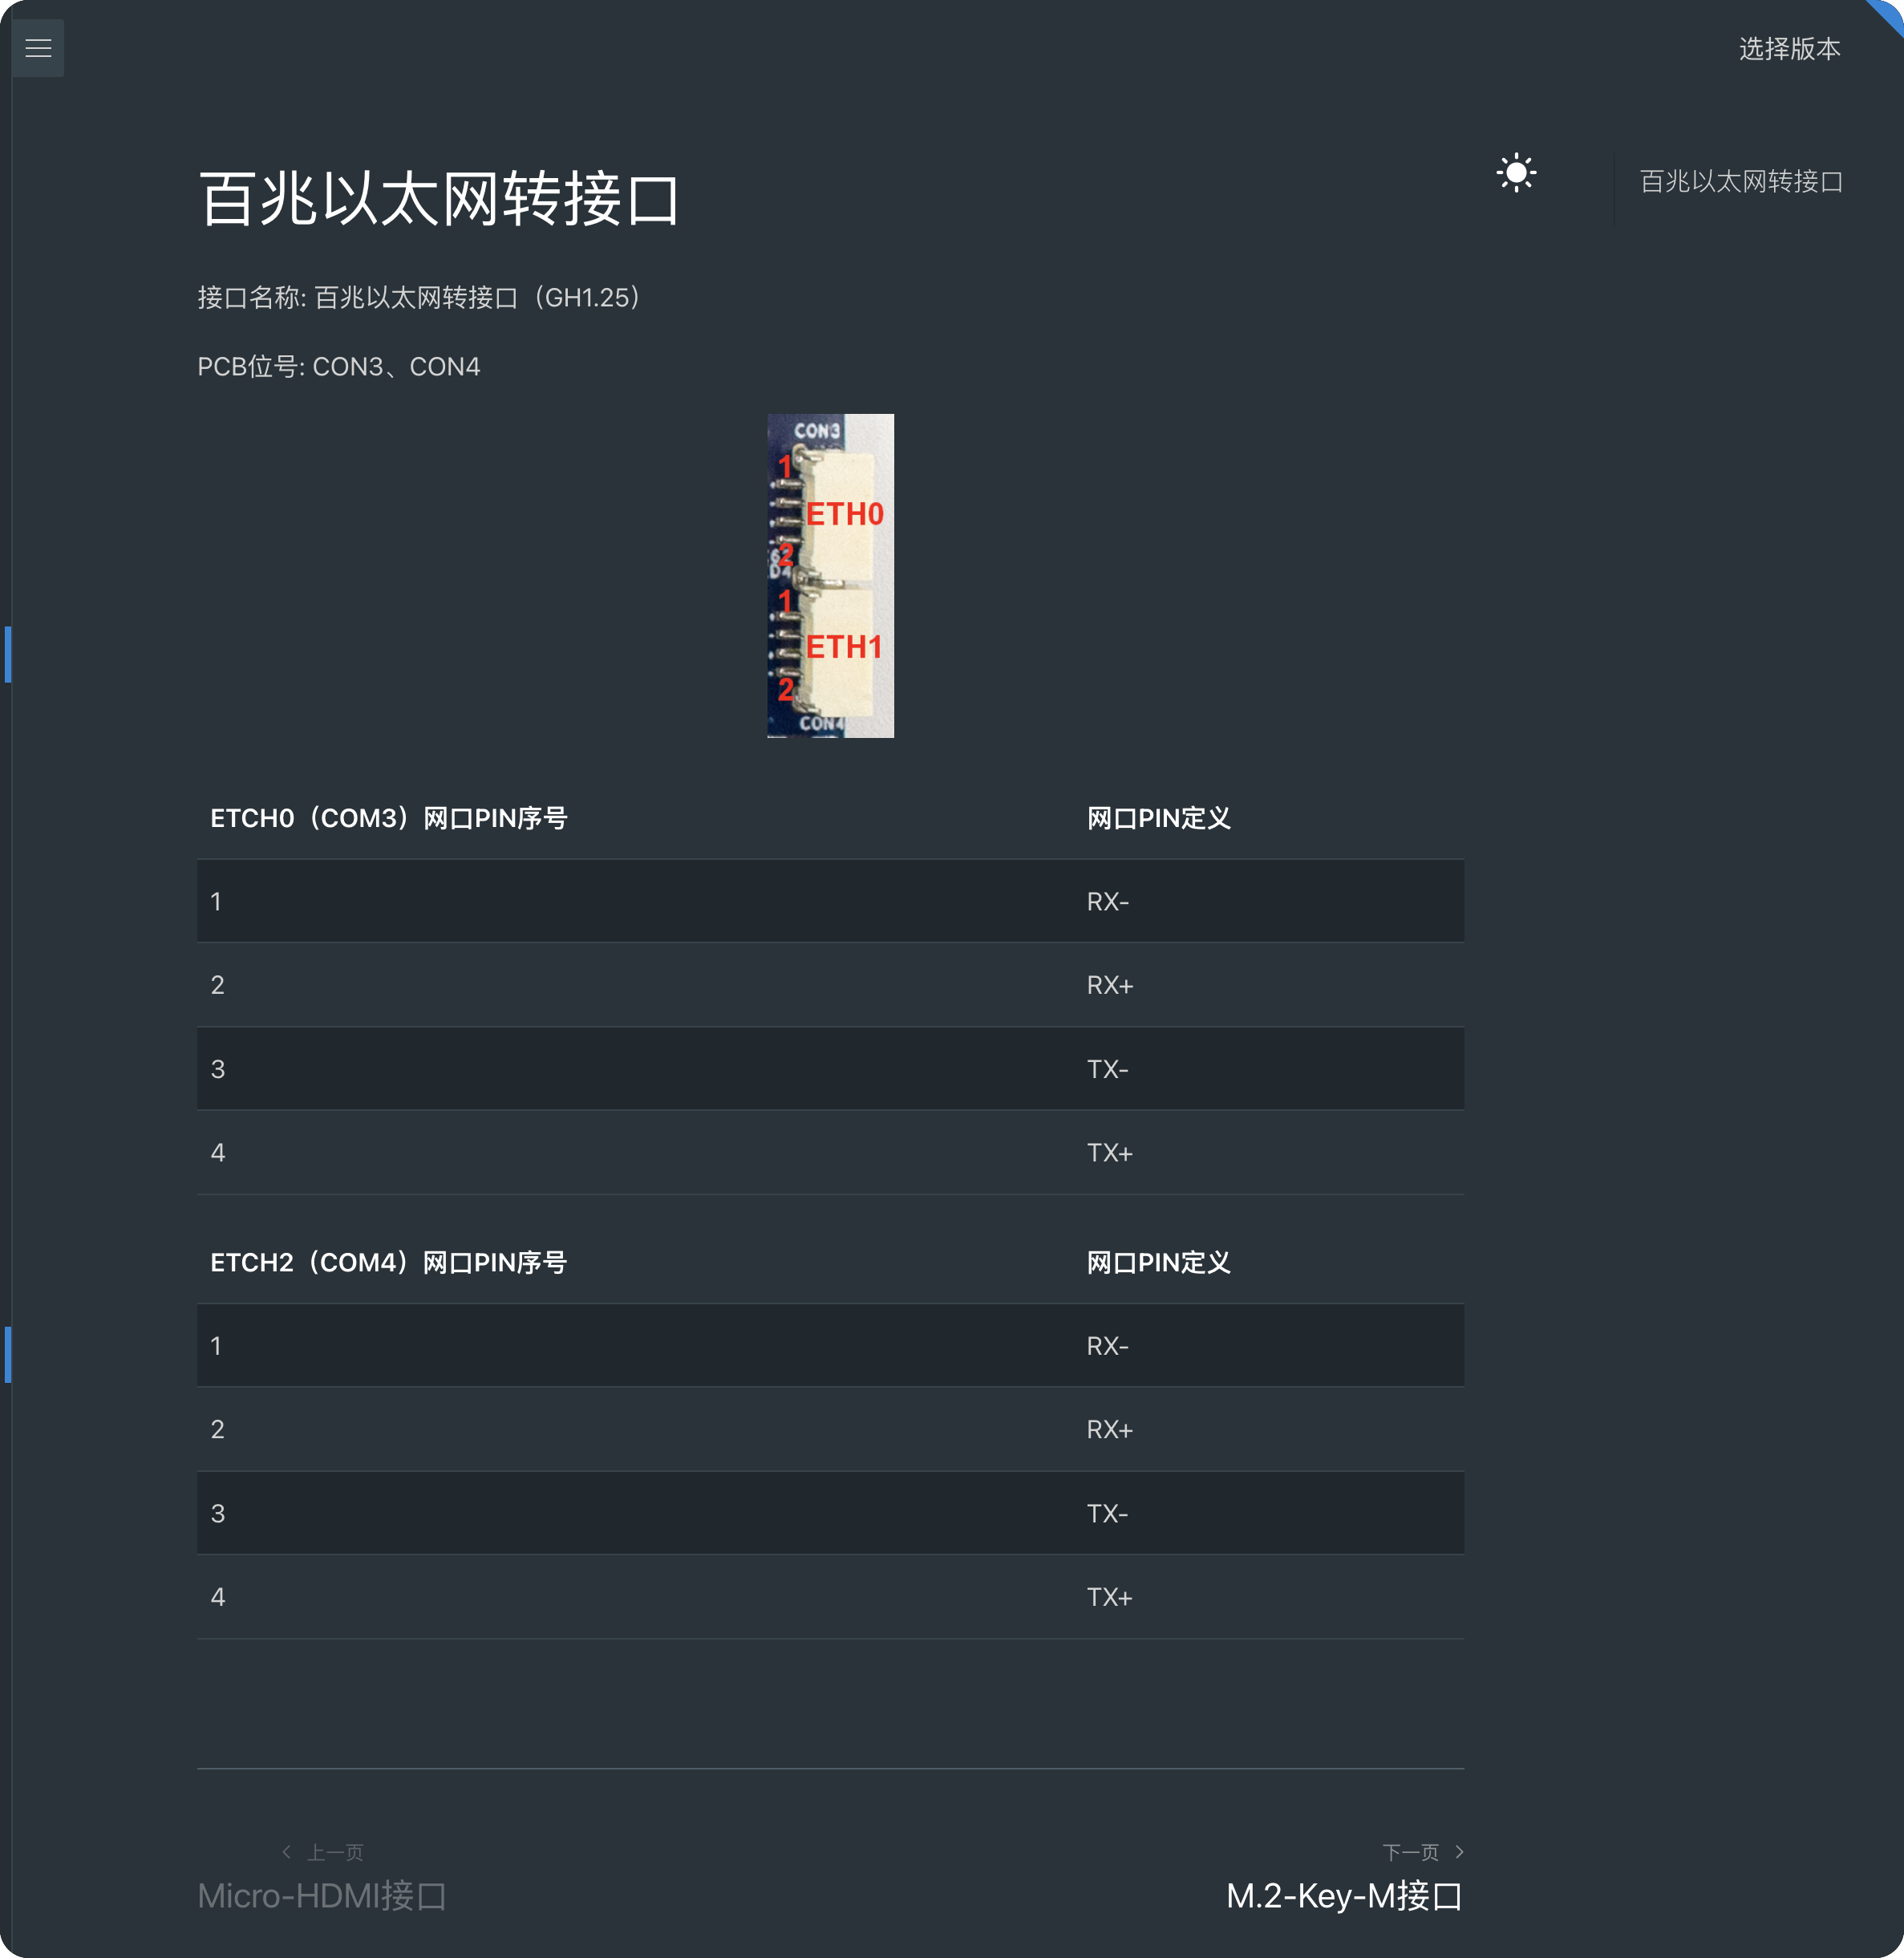 选择版本
百兆以太网转接口
百兆以太网转接口
接口名称: 百兆以太网转接口（GH1.25）
PCB位号: CON3、CON4
CON3
1
ETH0
2
D4
1
ETH1
2
CON4
ETCH0（COM3）网口PIN序号 网口PIN定义
1 RX-
2 RX+
3 TX-
4 TX+
ETCH2（COM4）网口PIN序号 网口PIN定义
1 RX-
2 RX+
3 TX-
4 TX+
上一页 下一页
Micro-HDMI接口 M.2-Key-M接口